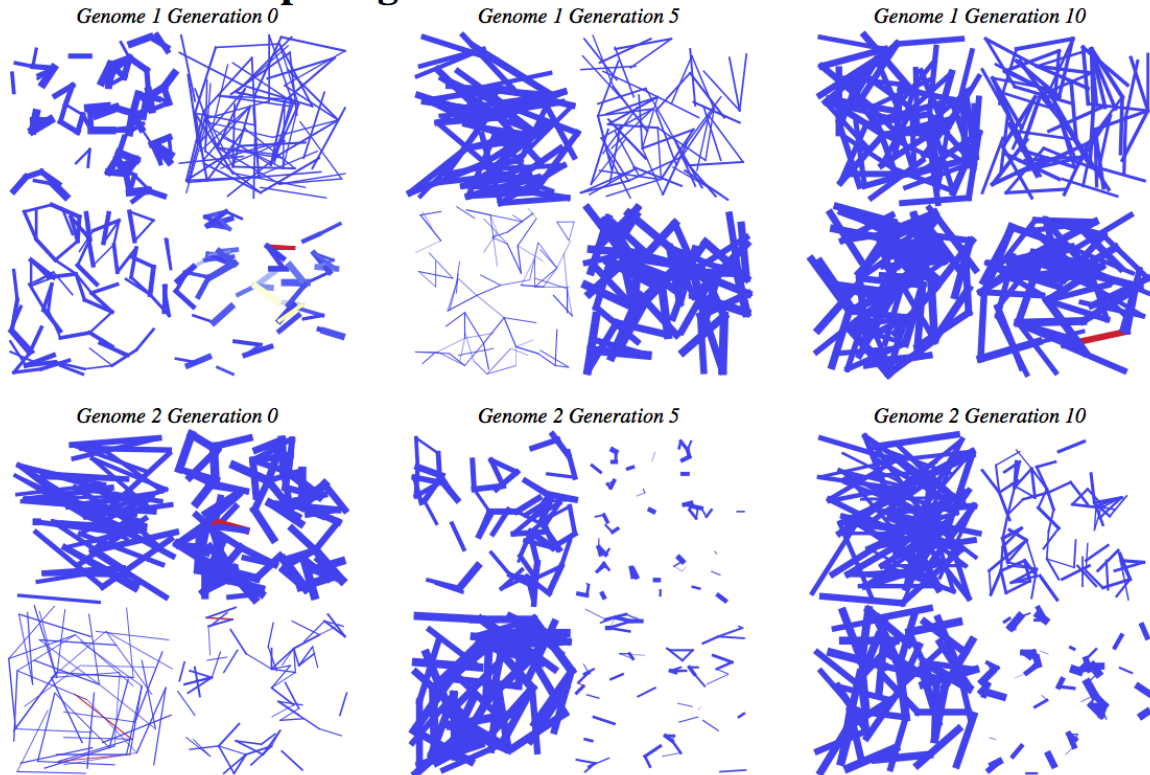 Genome 1 Generation 0
Genome 1 Generation 5
Genome 1 Generation 10
Genome 2 Generation 0
Genome 2 Generation 5
Genome 2 Generation 10